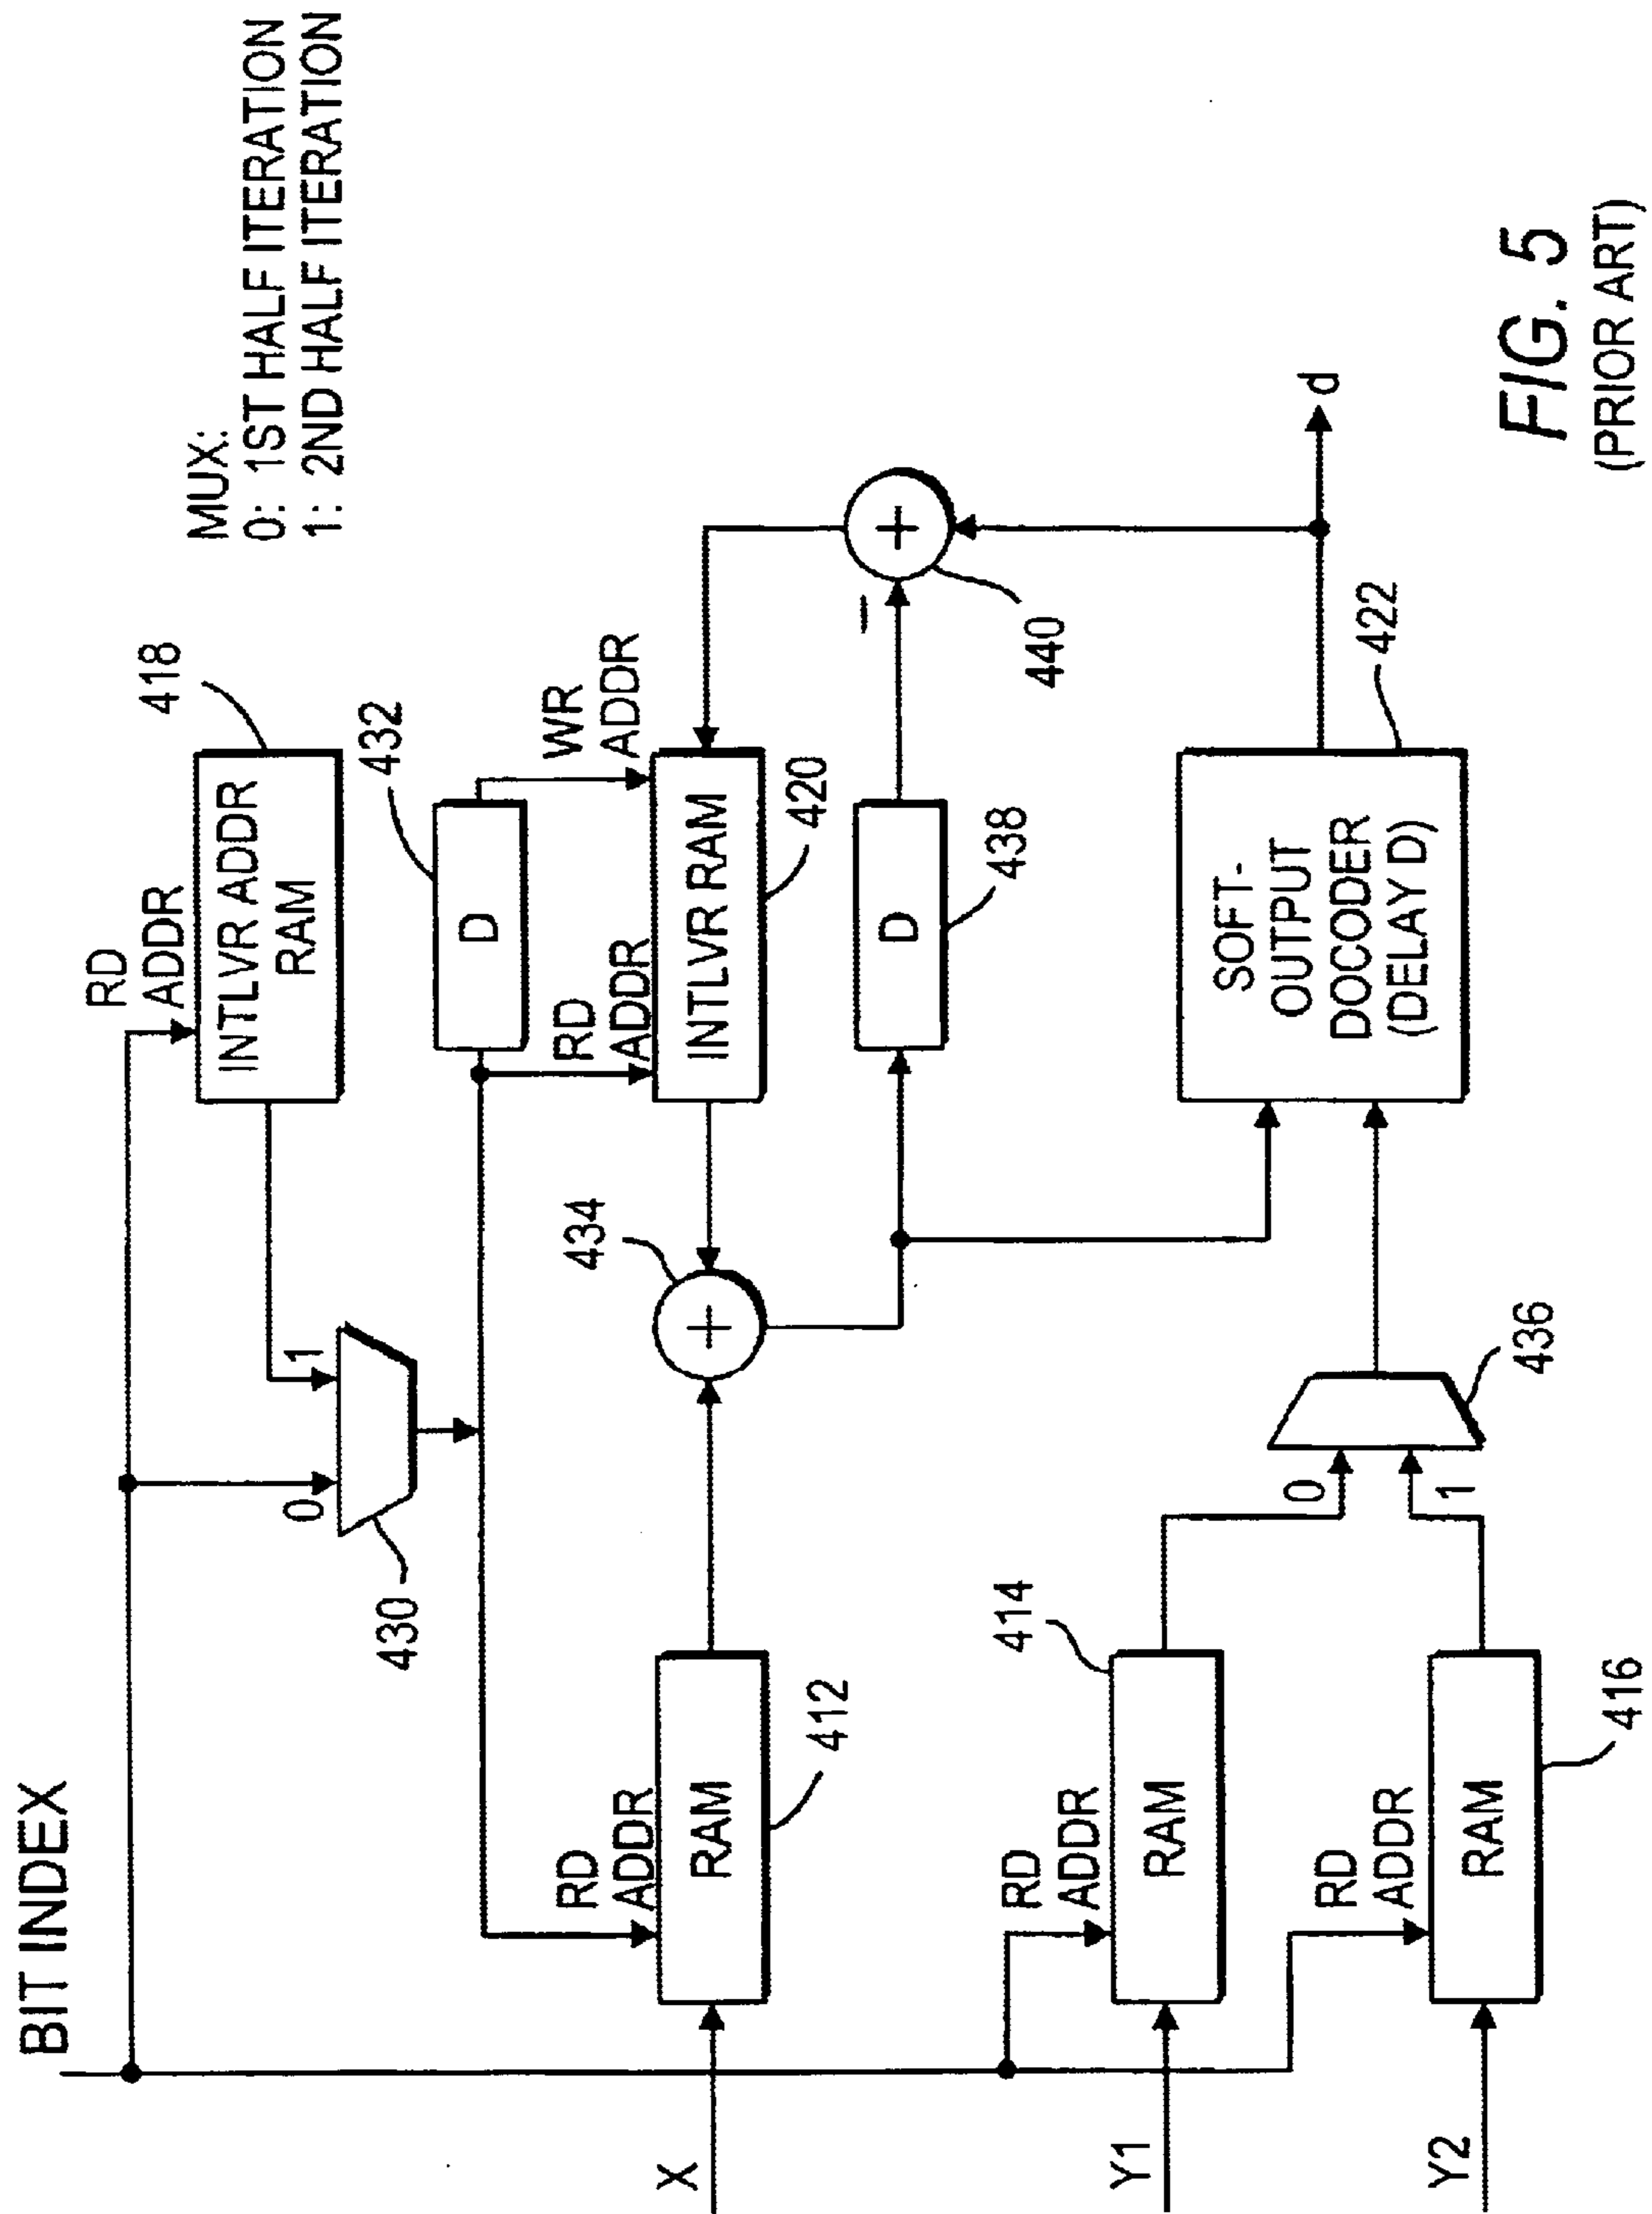 BIT INDEX
MUX:
0: 1ST HALF ITERATION
1: 2ND HALF ITERATION
RD
ADDR
418
INTLVR ADDR
RAM
0
1
430
432
D
WR
ADDR
RD
ADDR
INTLVR RAM
420
434
+
+
−
440
D
438
X
RD
ADDR
RAM
412
Y1
RD
ADDR
RAM
414
Y2
RD
ADDR
RAM
416
0
1
436
SOFT-
OUTPUT
DOCODER
(DELAY D)
422
d
FIG. 5
(PRIOR ART)